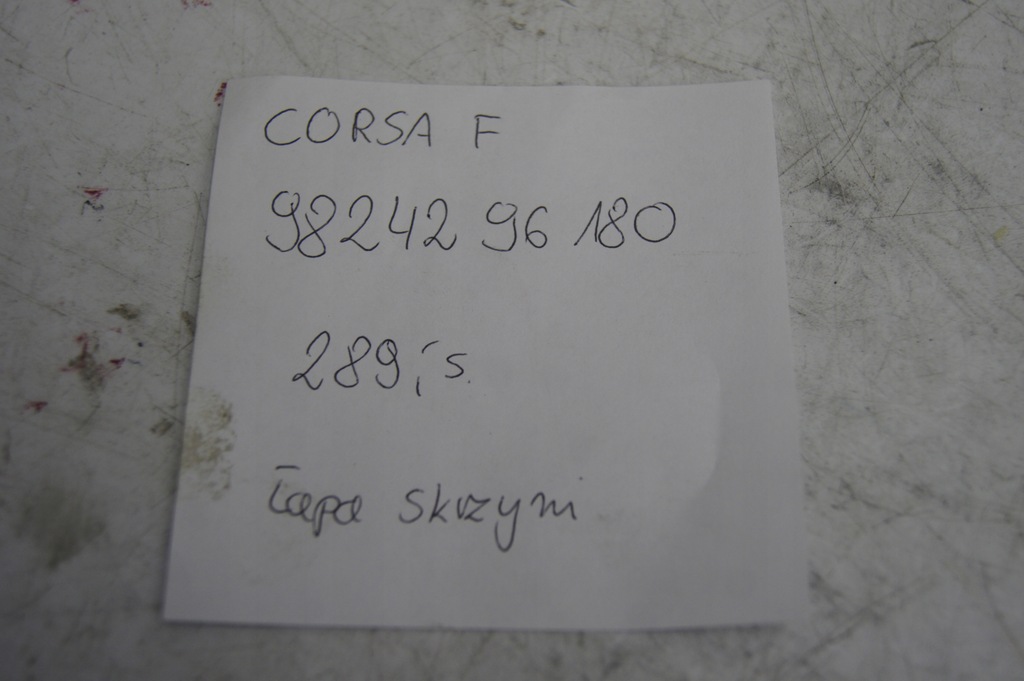 CORSA F
98242 96 180
289,- s.
Łapa skrzyni